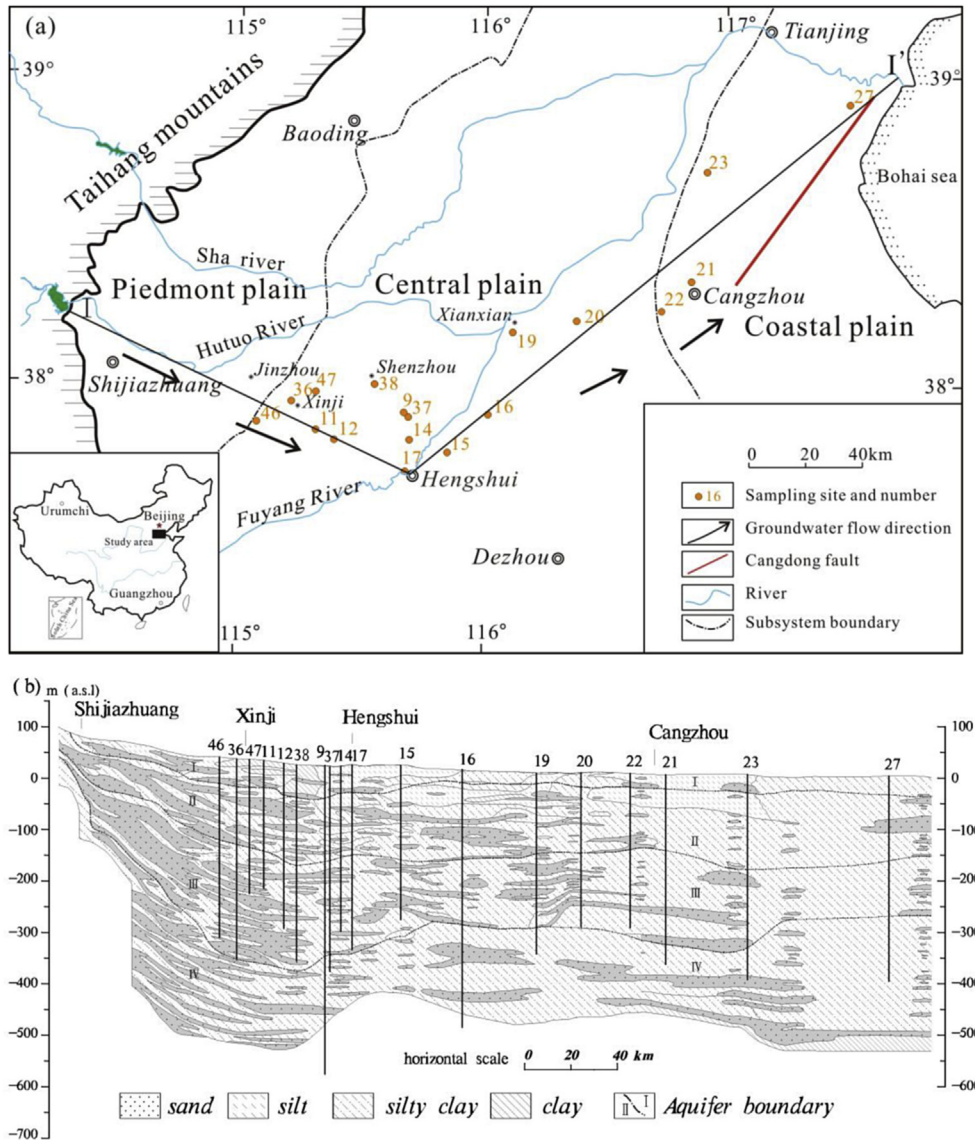 (a)
115°
116°
117°
Tianjing
39°
39°
I'
27
Taihang mountains
Baoding
23
Bohai sea
Sha river
Piedmont plain
Central plain
I
Hutuo River
Xianxian
19
20
21
22
Cangzhou
Coastal plain
38°
38°
Shijiazhuang
Jinzhou
Shenzhou
47
36
38
Xinji
46
11
12
9
37
14
16
15
17
Hengshui
Fuyang River
Dezhou
0 20 40km
16 Sampling site and number
Groundwater flow direction
Cangdong fault
River
Subsystem boundary
Urumchi
Beijing
Study area
Guangzhou
115°
116°
(b) m (a.s.l)
Shijiazhuang
Xinji
Hengshui
Cangzhou
46 36 47 11 12 38 9 37 14 17 15 16 19 20 22 21 23 27
100
0
−100
−200
−300
−400
−500
−600
−700
100
0
−100
−200
−300
−400
−500
−600
I
II
III
IV
I
II
III
IV
horizontal scale 0 20 40 km
sand silt silty clay clay I II Aquifer boundary